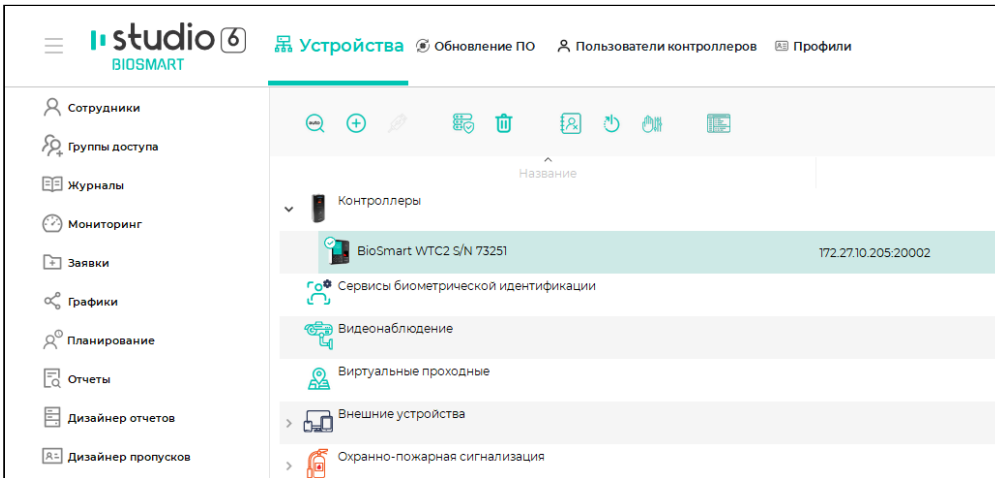 studio 6
BIOSMART
Устройства
Обновление ПО
Пользователи контроллеров
Профили
Сотрудники
Группы доступа
Журналы
Мониторинг
Заявки
Графики
Планирование
Отчеты
Дизайнер отчетов
Дизайнер пропусков
auto
Название
Контроллеры
BioSmart WTC2 S/N 73251 172.27.10.205:20002
Сервисы биометрической идентификации
Видеонаблюдение
Виртуальные проходные
Внешние устройства
Охранно-пожарная сигнализация